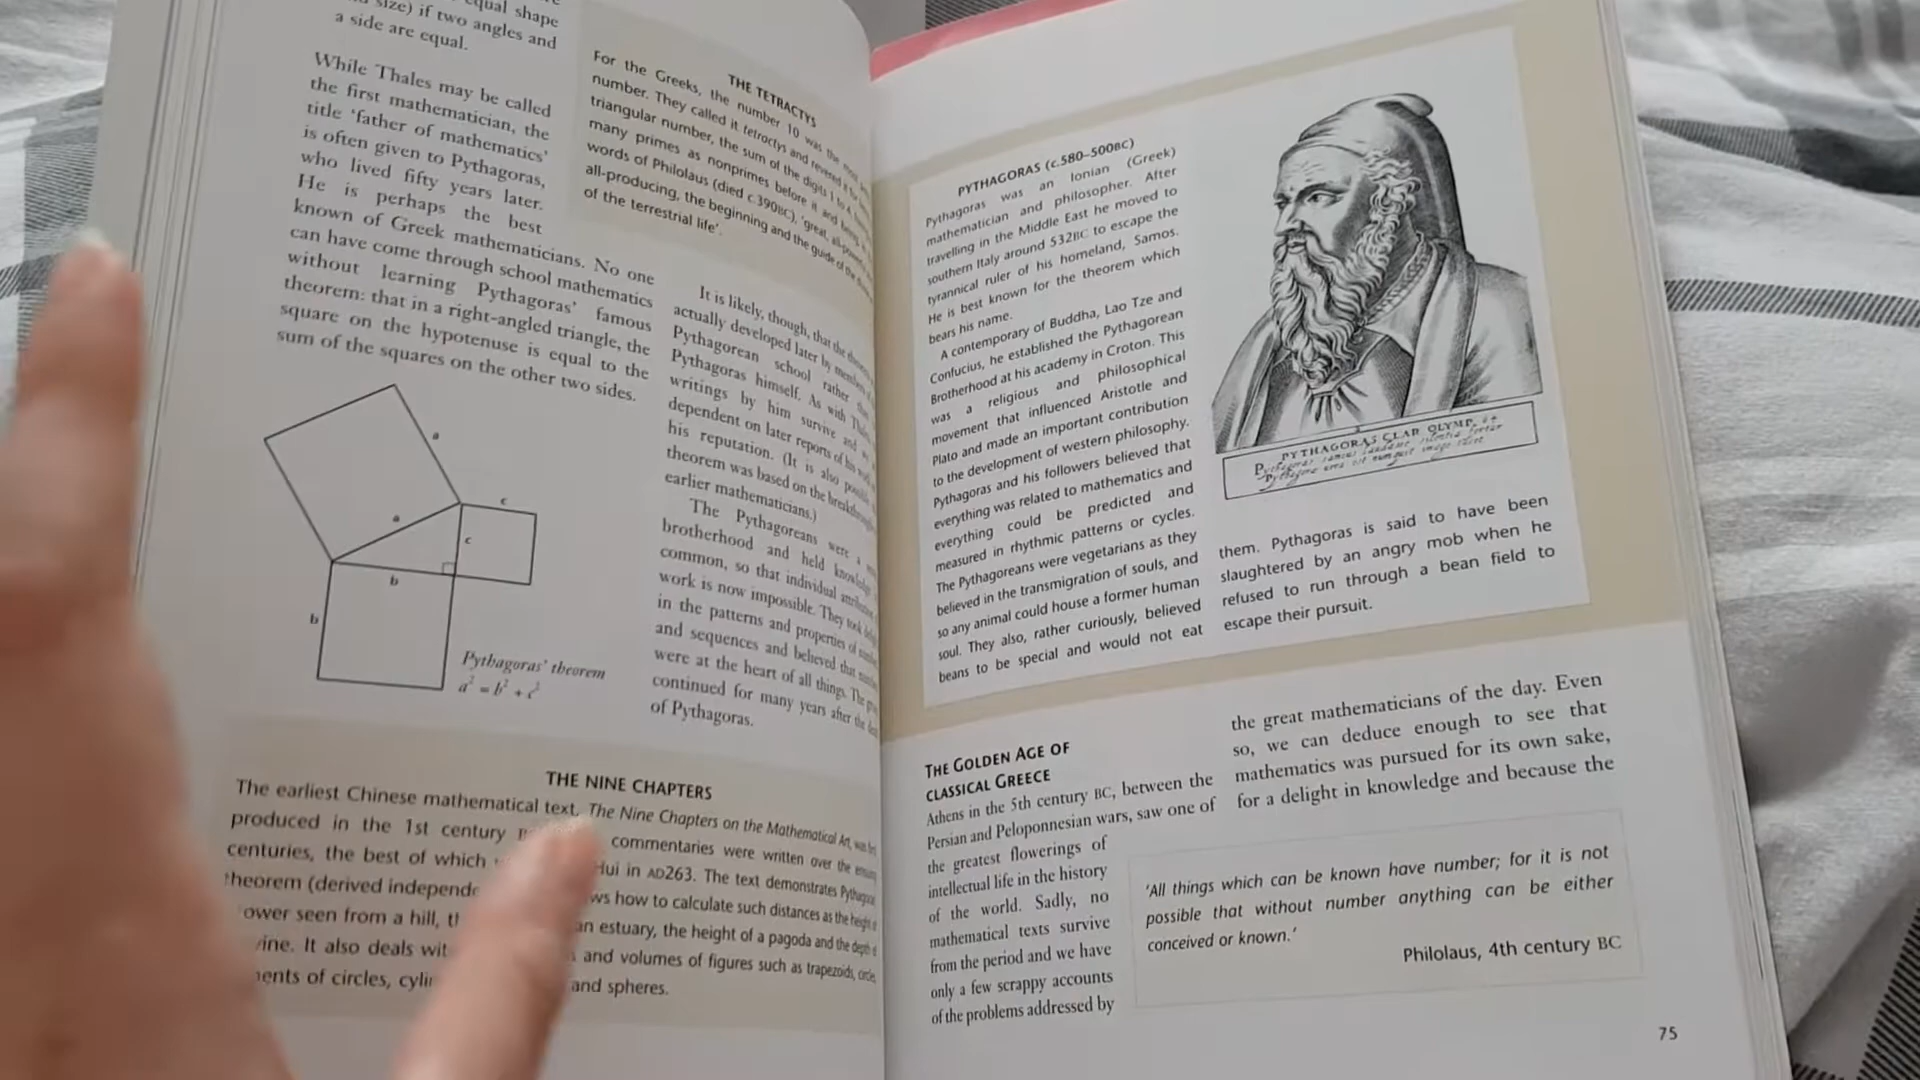 qual shape
size) if two angles and
a side are equal.
While Thales may be called
the first mathematician, the
title 'father of mathematics'
is often given to Pythagoras,
who lived fifty years later.
He is perhaps the best
known of Greek mathematicians. No one
can have come through school mathematics
without learning Pythagoras' famous
theorem: that in a right-angled triangle, the
square on the hypotenuse is equal to the
sum of the squares on the other two sides.
a
a
c
c
b
b
Pythagoras' theorem
a² = b² + c²
THE TETRACTYS
For the Greeks, the number 10 was the most
number. They called it tetractys and revered it for
triangular number, the sum of the digits 1 to 4
many primes as nonprimes before it and
words of Philolaus (died c390BC), 'great,
all-producing, the beginning and the guide of the
of the terrestrial life'.
It is likely, though, that the
actually developed later by
Pythagorean school rather
Pythagoras himself. As with
writings by him survive and
dependent on later reports of his
his reputation. (It is also
theorem was based on the
earlier mathematicians.)
The Pythagoreans were a
brotherhood and held
common, so that individual
work is now impossible. They took
in the patterns and properties of
and sequences and believed that
were at the heart of all things. The
continued for many years after the
of Pythagoras.
THE NINE CHAPTERS
The earliest Chinese mathematical text, The Nine Chapters on the Mathematical Art, was
produced in the 1st century commentaries were written over the
centuries, the best of which Hui in AD263. The text demonstrates
theorem (derived how to calculate such distances as the height of
ower seen from a hill, an estuary, the height of a pagoda and the depth of
It also deals and volumes of figures such as trapezoids,
of circles, and spheres.
PYTHAGORAS (c.580–500BC)
Pythagoras was an Ionian (Greek)
mathematician and philosopher. After
travelling in the Middle East he moved to
southern Italy around 532BC to escape the
tyrannical ruler of his homeland, Samos.
He is best known for the theorem which
bears his name.
A contemporary of Buddha, Lao Tze and
Confucius, he established the Pythagorean
Brotherhood at his academy in Croton. This
was a religious and philosophical
movement that influenced Aristotle and
Plato and made an important contribution
to the development of western philosophy.
Pythagoras and his followers believed that
everything was related to mathematics and
everything could be predicted and
measured in rhythmic patterns or cycles.
The Pythagoreans were vegetarians as they
believed in the transmigration of souls, and
so any animal could house a former human
soul. They also, rather curiously, believed
beans to be special and would not eat
PYTHAGORAS CLAR OLYMP.
them. Pythagoras is said to have been
slaughtered by an angry mob when he
refused to run through a bean field to
escape their pursuit.
THE GOLDEN AGE OF
CLASSICAL GREECE
Athens in the 5th century BC, between the
Persian and Peloponnesian wars, saw one of
the greatest flowerings of
intellectual life in the history
of the world. Sadly, no
mathematical texts survive
from the period and we have
only a few scrappy accounts
of the problems addressed by
the great mathematicians of the day. Even
so, we can deduce enough to see that
mathematics was pursued for its own sake,
for a delight in knowledge and because the
'All things which can be known have number; for it is not
possible that without number anything can be either
conceived or known.'
Philolaus, 4th century BC
75